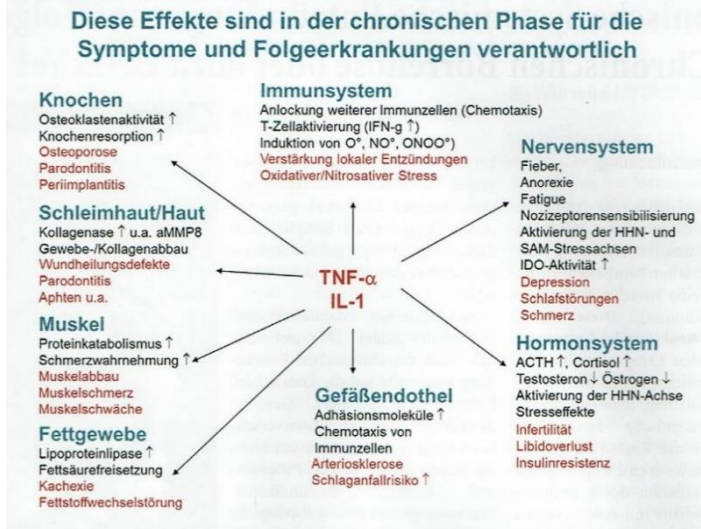 Diese Effekte sind in der chronischen Phase für die
Symptome und Folgeerkrankungen verantwortlich
Knochen
Osteoklastenaktivität ↑
Knochenresorption ↑
Osteoporose
Parodontitis
Periimplantitis
Immunsystem
Anlockung weiterer Immunzellen (Chemotaxis)
T-Zellaktivierung (IFN-g ↑)
Induktion von O°, NO°, ONOO°)
Verstärkung lokaler Entzündungen
Oxidativer/Nitrosativer Stress
Nervensystem
Fieber,
Anorexie
Fatigue
Nozizeptorensensibilisierung
Aktivierung der HHN- und
SAM-Stressachsen
IDO-Aktivität ↑
Depression
Schlafstörungen
Schmerz
Schleimhaut/Haut
Kollagenase ↑ u.a. aMMP8
Gewebe-/Kollagenabbau
Wundheilungsdefekte
Parodontitis
Aphten u.a.
TNF-α
IL-1
Muskel
Proteinkatabolismus ↑
Schmerzwahrnehmung ↑
Muskelabbau
Muskelschmerz
Muskelschwäche
Hormonsystem
ACTH ↑, Cortisol ↑
Testosteron ↓ Östrogen ↓
Aktivierung der HHN-Achse
Stresseffekte
Infertilität
Libidoverlust
Insulinresistenz
Gefäßendothel
Adhäsionsmoleküle ↑
Chemotaxis von
Immunzellen
Arteriosklerose
Schlaganfallrisiko ↑
Fettgewebe
Lipoproteinlipase ↑
Fettsäurefreisetzung
Kachexie
Fettstoffwechselstörung